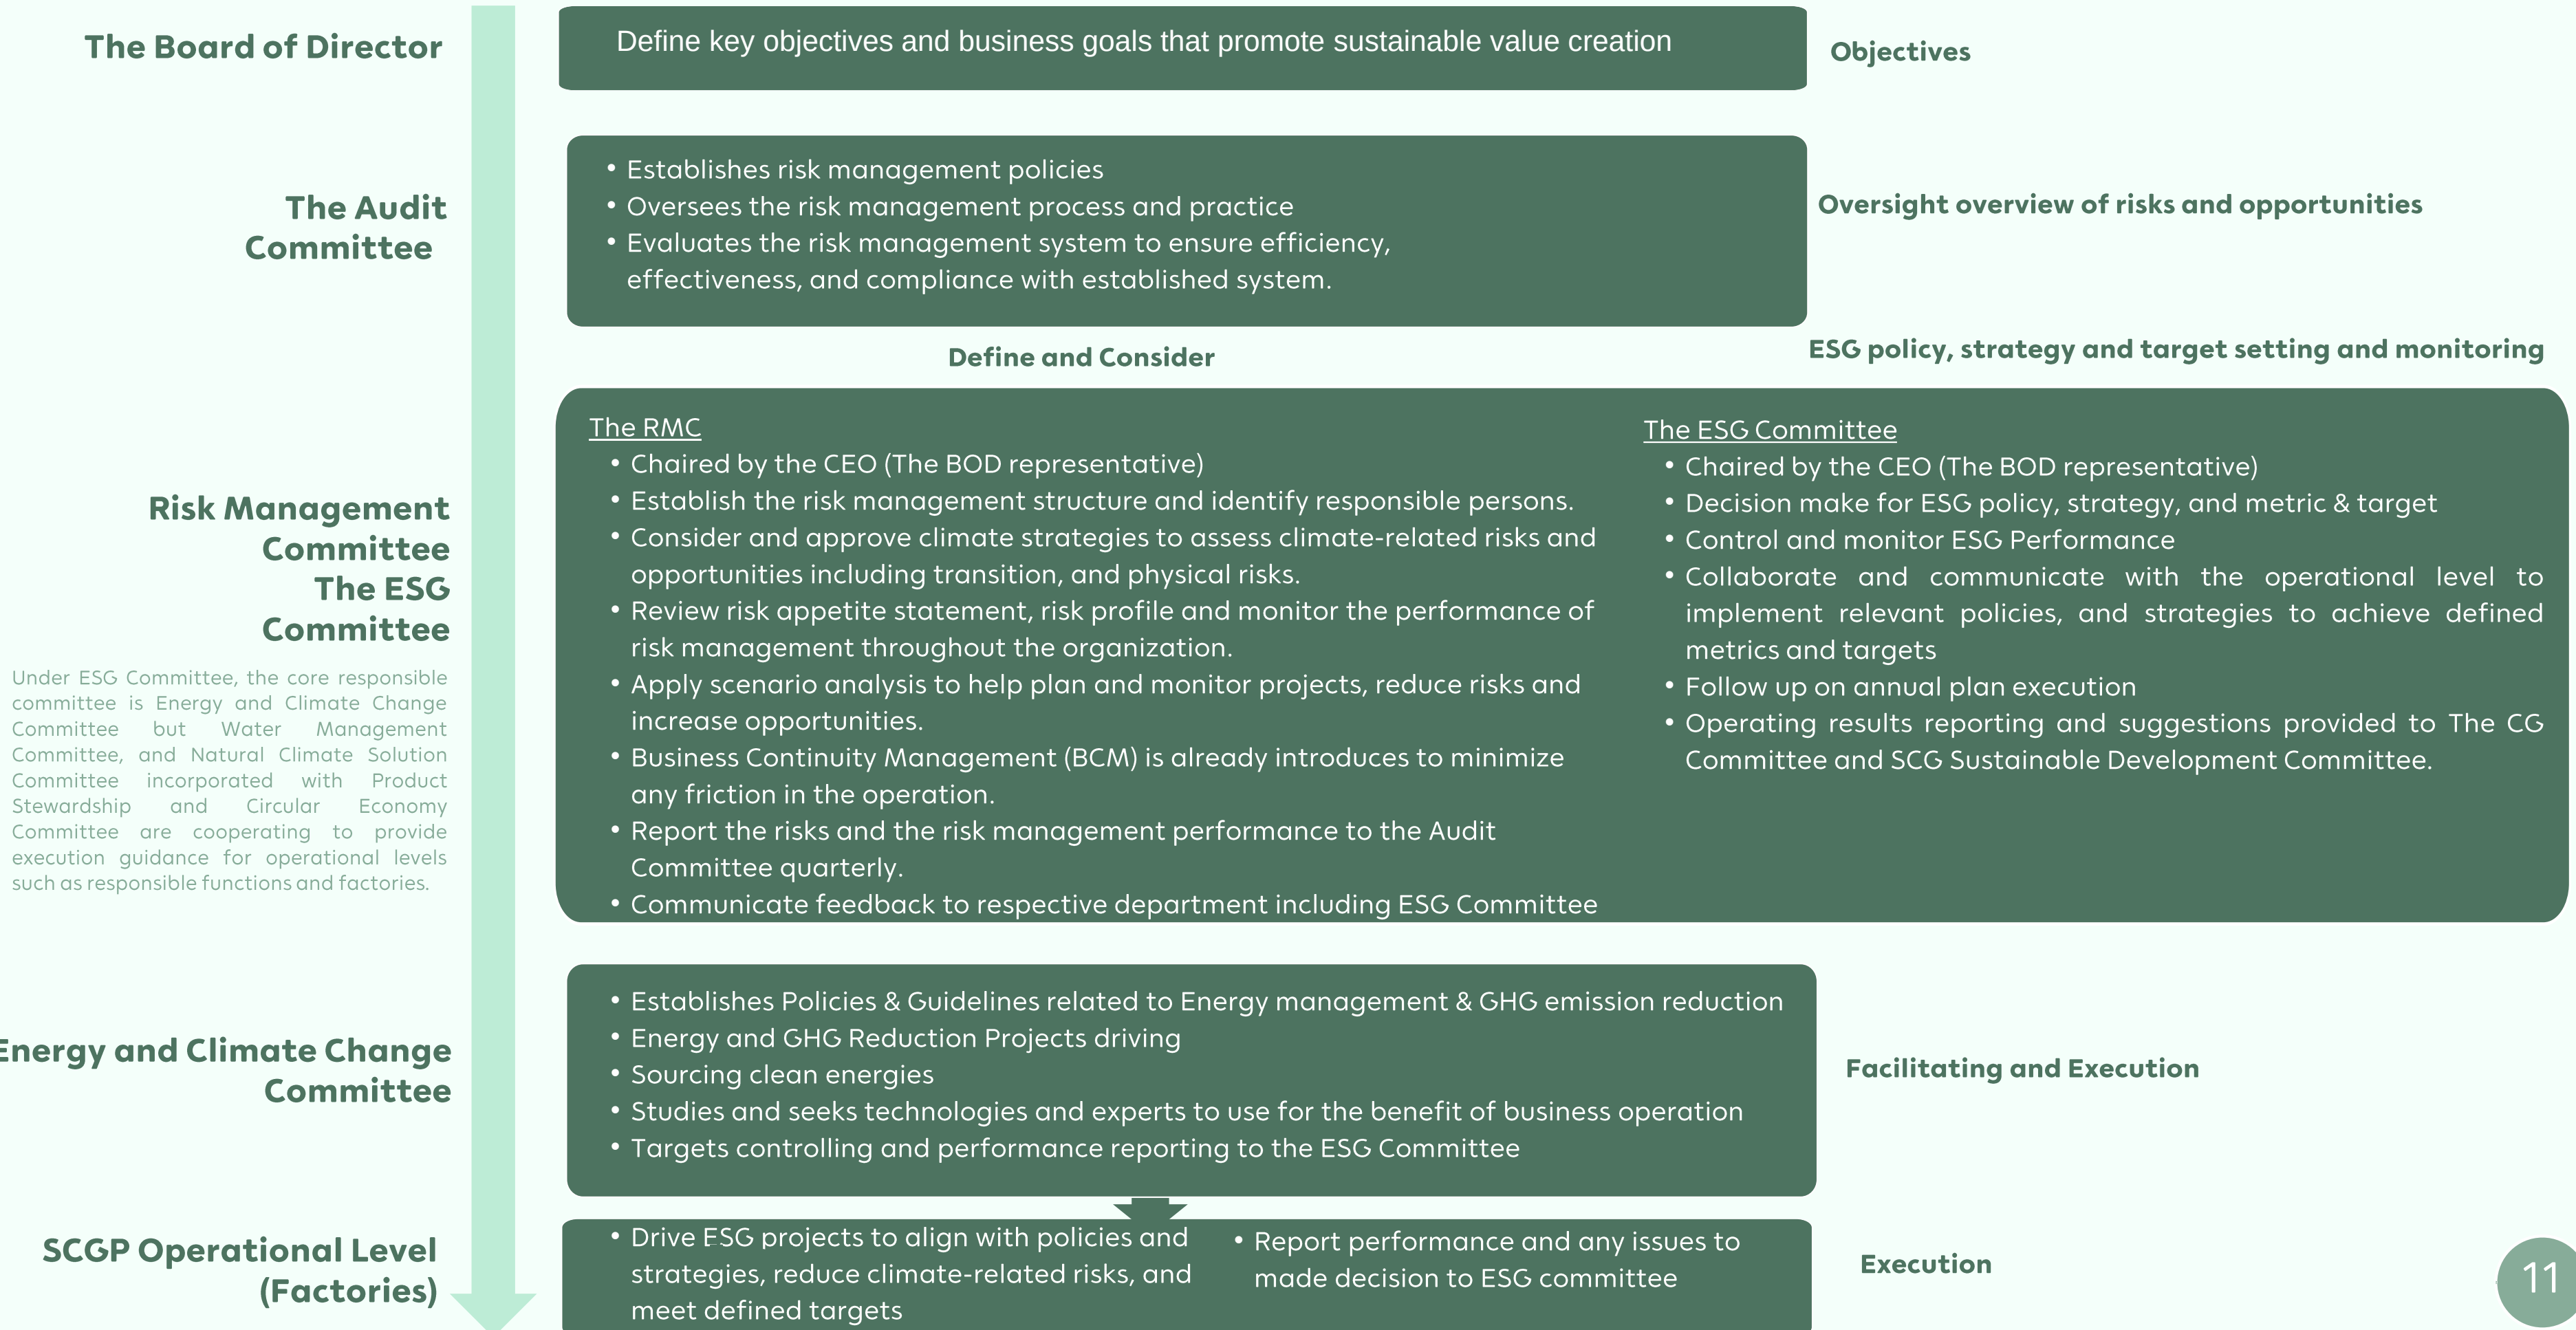 The Board of Director
Define key objectives and business goals that promote sustainable value creation
Objectives
The Audit
Committee
• Establishes risk management policies
• Oversees the risk management process and practice
• Evaluates the risk management system to ensure efficiency,
effectiveness, and compliance with established system.
Oversight overview of risks and opportunities
Define and Consider
ESG policy, strategy and target setting and monitoring
Risk Management
Committee
The ESG
Committee
Under ESG Committee, the core responsible
committee is Energy and Climate Change
Committee but Water Management
Committee, and Natural Climate Solution
Committee incorporated with Product
Stewardship and Circular Economy
Committee are cooperating to provide
execution guidance for operational levels
such as responsible functions and factories.
The RMC
• Chaired by the CEO (The BOD representative)
• Establish the risk management structure and identify responsible persons.
• Consider and approve climate strategies to assess climate-related risks and
opportunities including transition, and physical risks.
• Review risk appetite statement, risk profile and monitor the performance of
risk management throughout the organization.
• Apply scenario analysis to help plan and monitor projects, reduce risks and
increase opportunities.
• Business Continuity Management (BCM) is already introduces to minimize
any friction in the operation.
• Report the risks and the risk management performance to the Audit
Committee quarterly.
• Communicate feedback to respective department including ESG Committee
The ESG Committee
• Chaired by the CEO (The BOD representative)
• Decision make for ESG policy, strategy, and metric & target
• Control and monitor ESG Performance
• Collaborate and communicate with the operational level to
implement relevant policies, and strategies to achieve defined
metrics and targets
• Follow up on annual plan execution
• Operating results reporting and suggestions provided to The CG
Committee and SCG Sustainable Development Committee.
Energy and Climate Change
Committee
• Establishes Policies & Guidelines related to Energy management & GHG emission reduction
• Energy and GHG Reduction Projects driving
• Sourcing clean energies
• Studies and seeks technologies and experts to use for the benefit of business operation
• Targets controlling and performance reporting to the ESG Committee
Facilitating and Execution
SCGP Operational Level
(Factories)
• Drive ESG projects to align with policies and
strategies, reduce climate-related risks, and
meet defined targets
• Report performance and any issues to
made decision to ESG committee
Execution
11